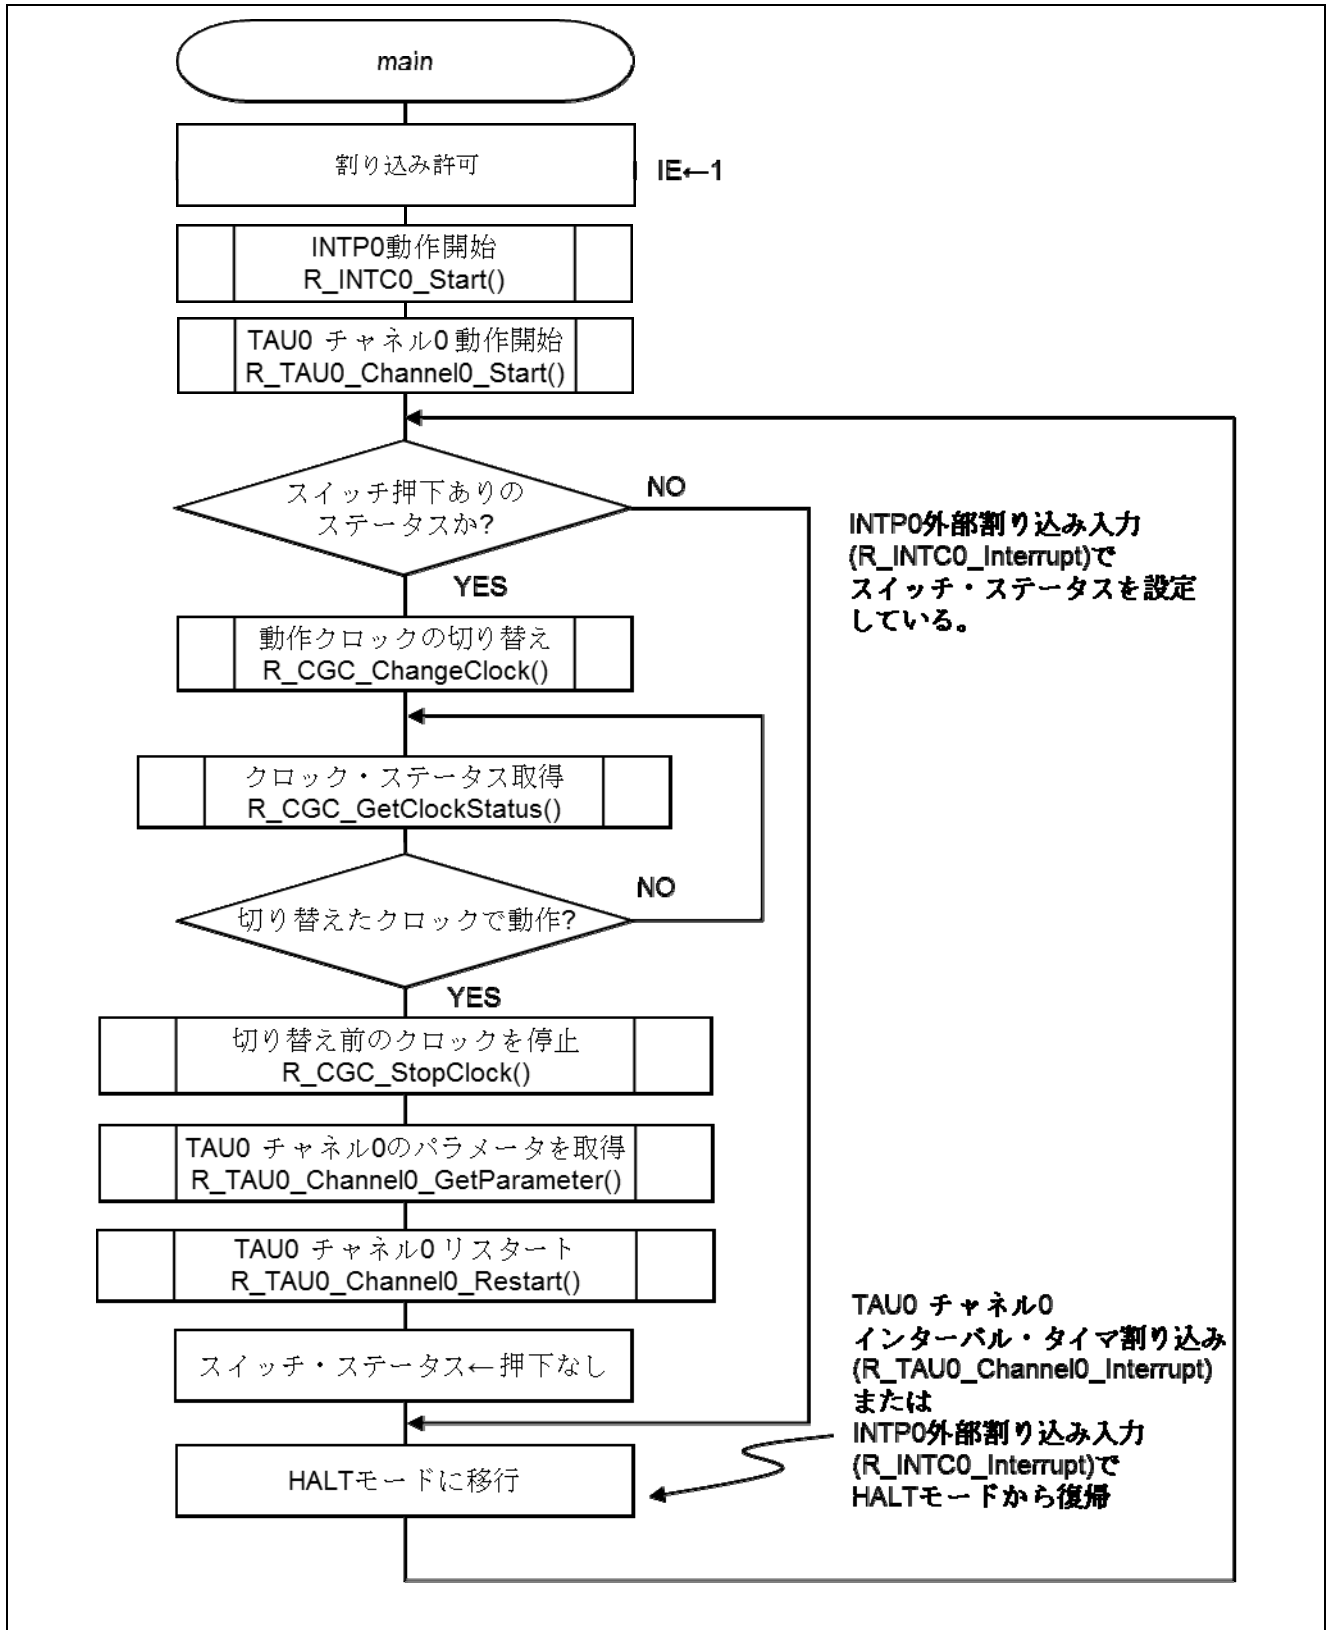 main
割り込み許可
IE←1
INTP0動作開始
R_INTC0_Start()
TAU0 チャネル0 動作開始
R_TAU0_Channel0_Start()
スイッチ押下ありの
ステータスか?
NO
YES
INTP0外部割り込み入力
(R_INTC0_Interrupt)で
スイッチ・ステータスを設定
している。
動作クロックの切り替え
R_CGC_ChangeClock()
クロック・ステータス取得
R_CGC_GetClockStatus()
切り替えたクロックで動作?
NO
YES
切り替え前のクロックを停止
R_CGC_StopClock()
TAU0 チャネル0のパラメータを取得
R_TAU0_Channel0_GetParameter()
TAU0 チャネル0 リスタート
R_TAU0_Channel0_Restart()
スイッチ・ステータス←押下なし
HALTモードに移行
TAU0 チャネル0
インターバル・タイマ割り込み
(R_TAU0_Channel0_Interrupt)
または
INTP0外部割り込み入力
(R_INTC0_Interrupt)で
HALTモードから復帰